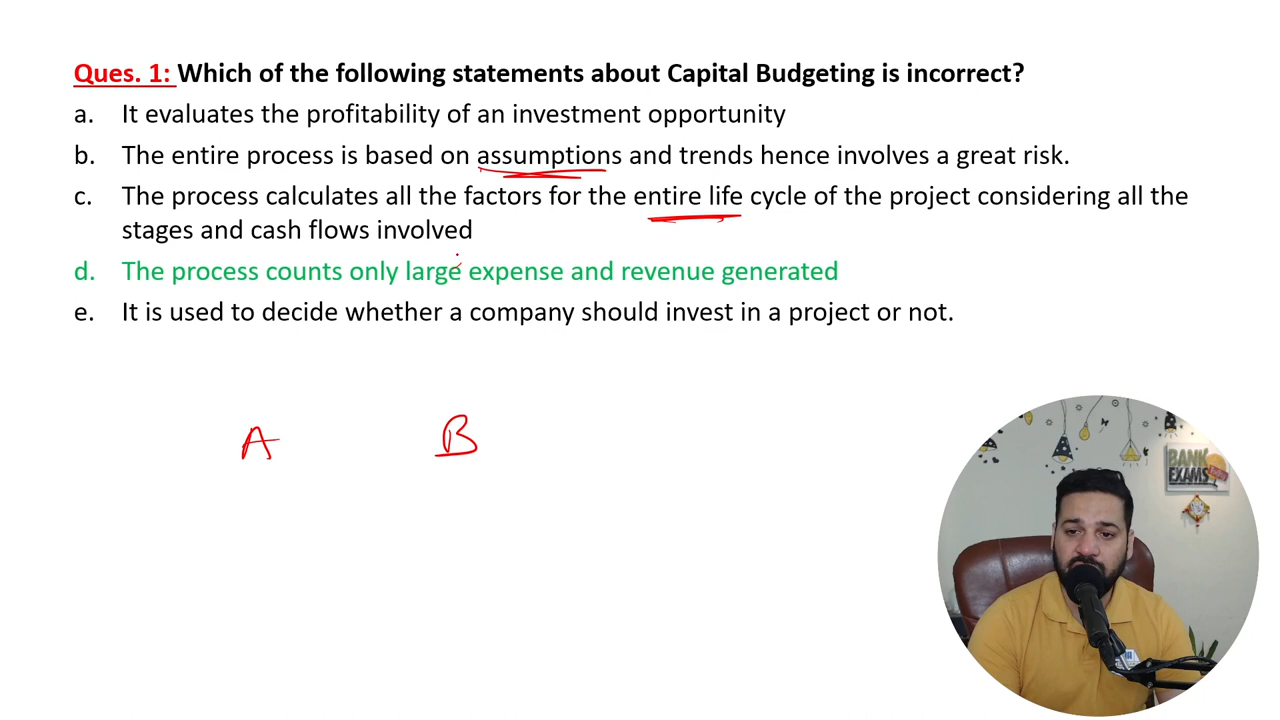 Ques. 1: Which of the following statements about Capital Budgeting is incorrect?
a. It evaluates the profitability of an investment opportunity
b. The entire process is based on assumptions and trends hence involves a great risk.
c. The process calculates all the factors for the entire life cycle of the project considering all the
stages and cash flows involved
d. The process counts only large expense and revenue generated
e. It is used to decide whether a company should invest in a project or not.
A B
BANK
EXAMS